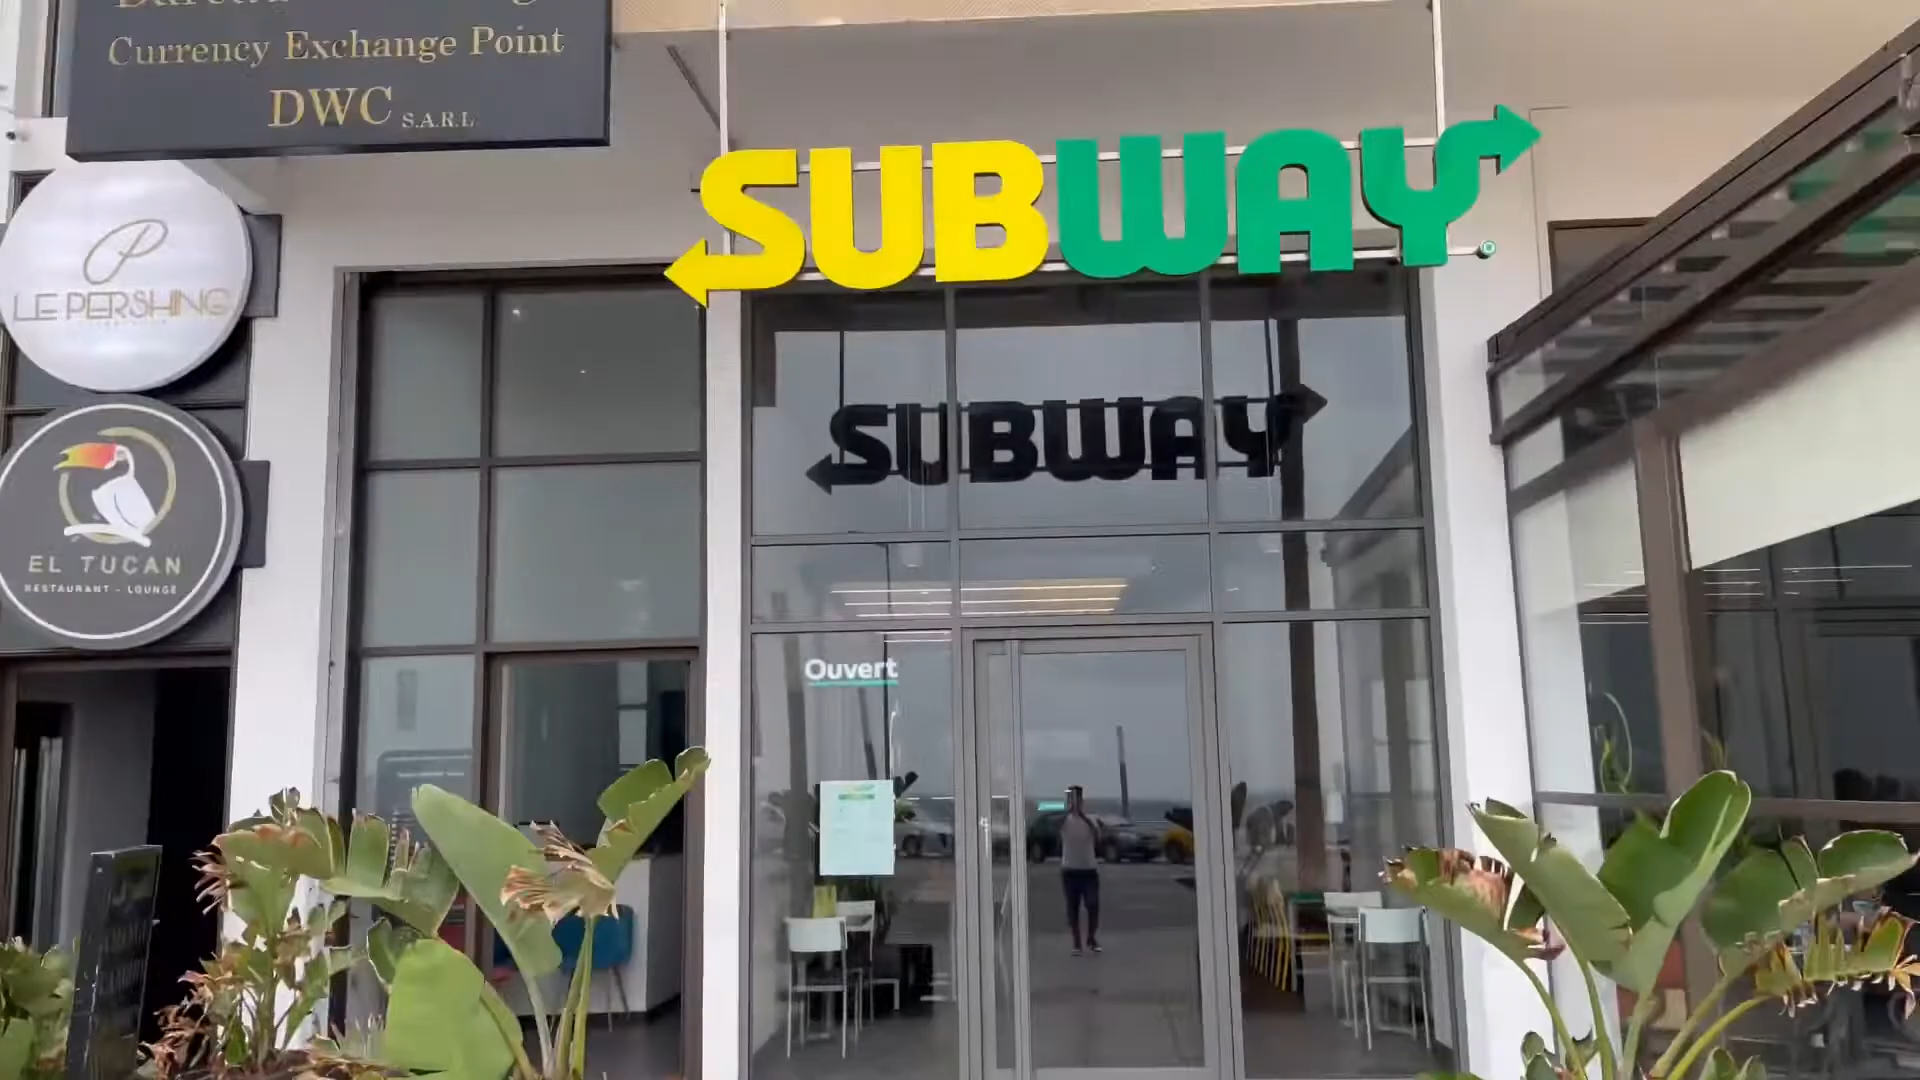 Currency Exchange Point
DWC S.A.R.L
LE PERSHING
EL TUCAN
RESTAURANT - LOUNGE
SUBWAY
SUBWAY
Ouvert